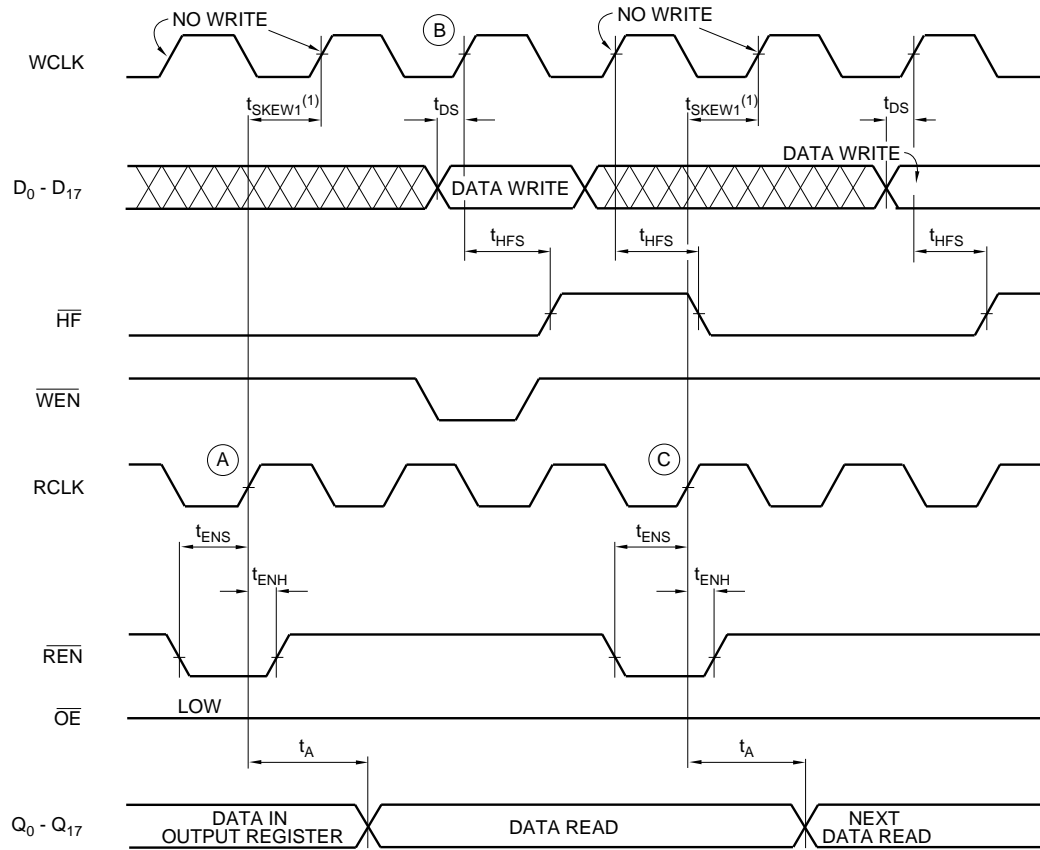 NO WRITE
NO WRITE
B
WCLK
tSKEW1(1)
tDS
tSKEW1(1)
tDS
DATA WRITE
D0 - D17
DATA WRITE
tHFS
tHFS
tHFS
HF
WEN
A
C
RCLK
tENS
tENS
tENH
tENH
REN
LOW
OE
tA
tA
Q0 - Q17
DATA IN
OUTPUT REGISTER
DATA READ
NEXT
DATA READ